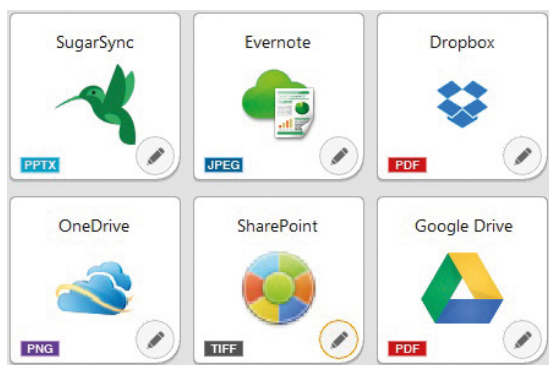 SugarSync
Evernote
Dropbox
PPTX
JPEG
PDF
OneDrive
SharePoint
Google Drive
PNG
TIFF
PDF